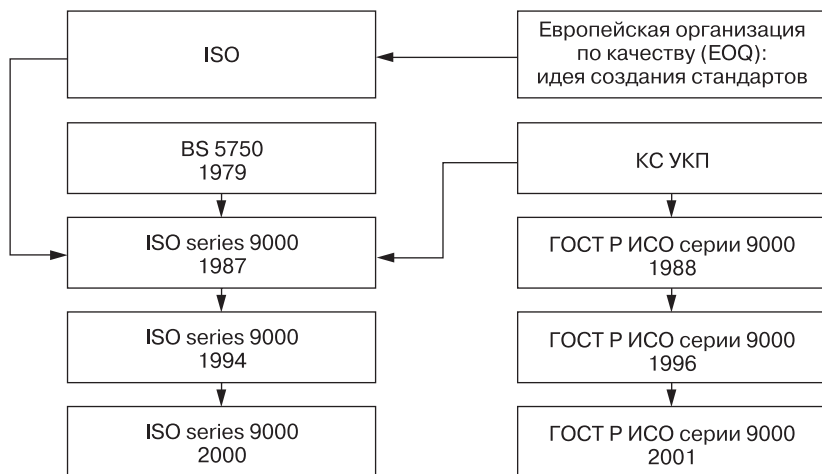 ISO
Европейская организация
по качеству (EOQ):
идея создания стандартов
BS 5750
1979
КС УКП
ISO series 9000
1987
ГОСТ Р ИСО серии 9000
1988
ISO series 9000
1994
ГОСТ Р ИСО серии 9000
1996
ISO series 9000
2000
ГОСТ Р ИСО серии 9000
2001